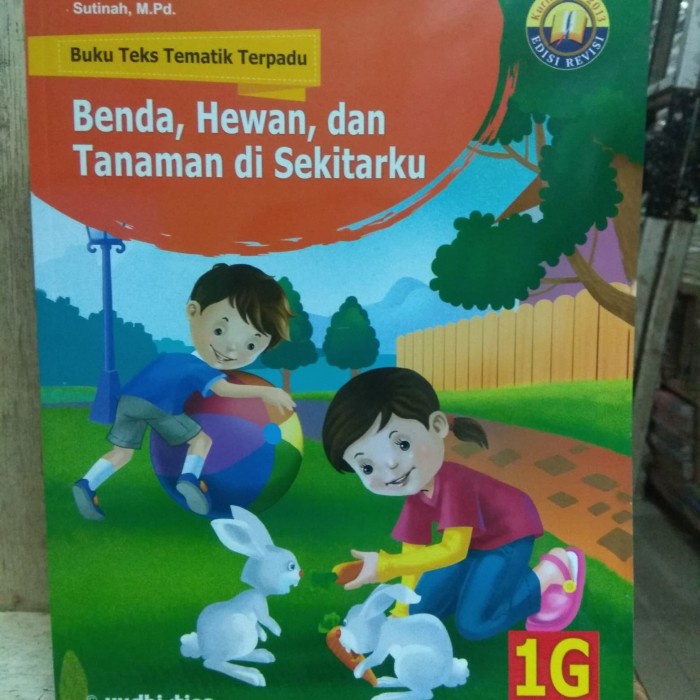 Sutinah, M.Pd.
EDISI REVISI
Buku Teks Tematik Terpadu
Benda, Hewan, dan
Tanaman di Sekitarku
1G